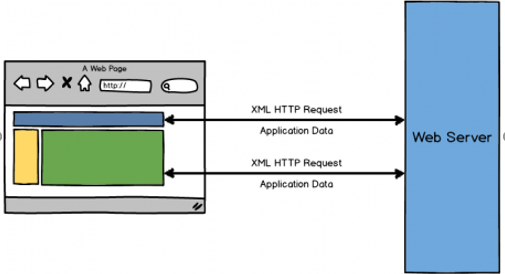 A Web Page
http://
XML HTTP Request
Application Data
XML HTTP Request
Application Data
Web Server